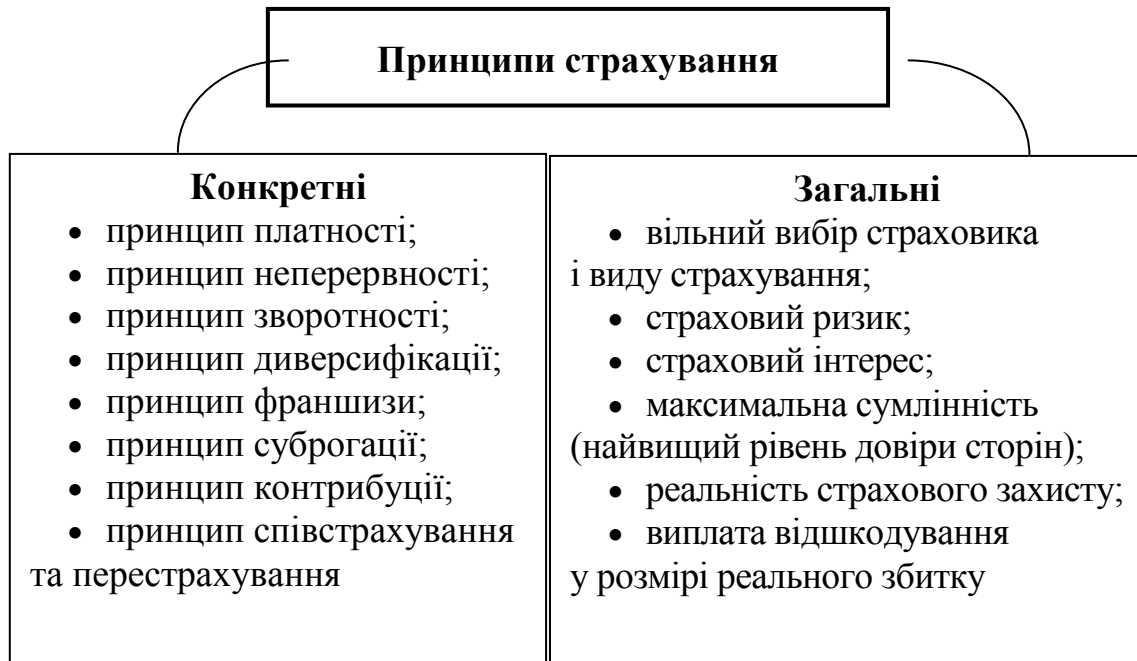 Принципи страхування
Конкретні
• принцип платності;
• принцип неперервності;
• принцип зворотності;
• принцип диверсифікації;
• принцип франшизи;
• принцип суброгації;
• принцип контрибуції;
• принцип співстрахування
та перестрахування
Загальні
• вільний вибір страховика
і виду страхування;
• страховий ризик;
• страховий інтерес;
• максимальна сумлінність
(найвищий рівень довіри сторін);
• реальність страхового захисту;
• виплата відшкодування
у розмірі реального збитку